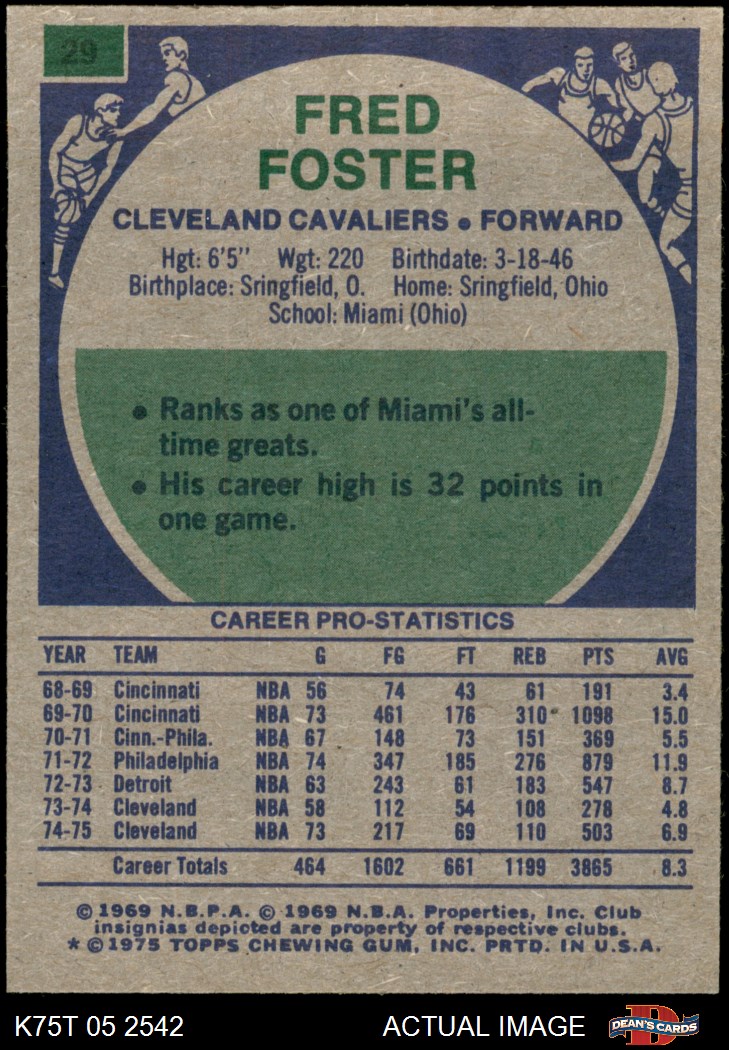 29
FRED
FOSTER
CLEVELAND CAVALIERS • FORWARD
Hgt: 6'5" Wgt: 220 Birthdate: 3-18-46
Birthplace: Sringfield, O. Home: Sringfield, Ohio
School: Miami (Ohio)
• Ranks as one of Miami's all-
time greats.
• His career high is 32 points in
one game.
CAREER PRO-STATISTICS
YEAR TEAM G FG FT REB PTS AVG
68-69 Cincinnati NBA 56 74 43 61 191 3.4
69-70 Cincinnati NBA 73 461 176 310 1098 15.0
70-71 Cinn.-Phila. NBA 67 148 73 151 369 5.5
71-72 Philadelphia NBA 74 347 185 276 879 11.9
72-73 Detroit NBA 63 243 61 183 547 8.7
73-74 Cleveland NBA 58 112 54 108 278 4.8
74-75 Cleveland NBA 73 217 69 110 503 6.9
Career Totals 464 1602 661 1199 3865 8.3
© 1969 N.B.P.A. © 1969 N.B.A. Properties, Inc. Club
insignias depicted are property of respective clubs.
* © 1975 TOPPS CHEWING GUM, INC. PRTD. IN U.S.A.
K75T 05 2542 ACTUAL IMAGE D DEAN'S CARDS